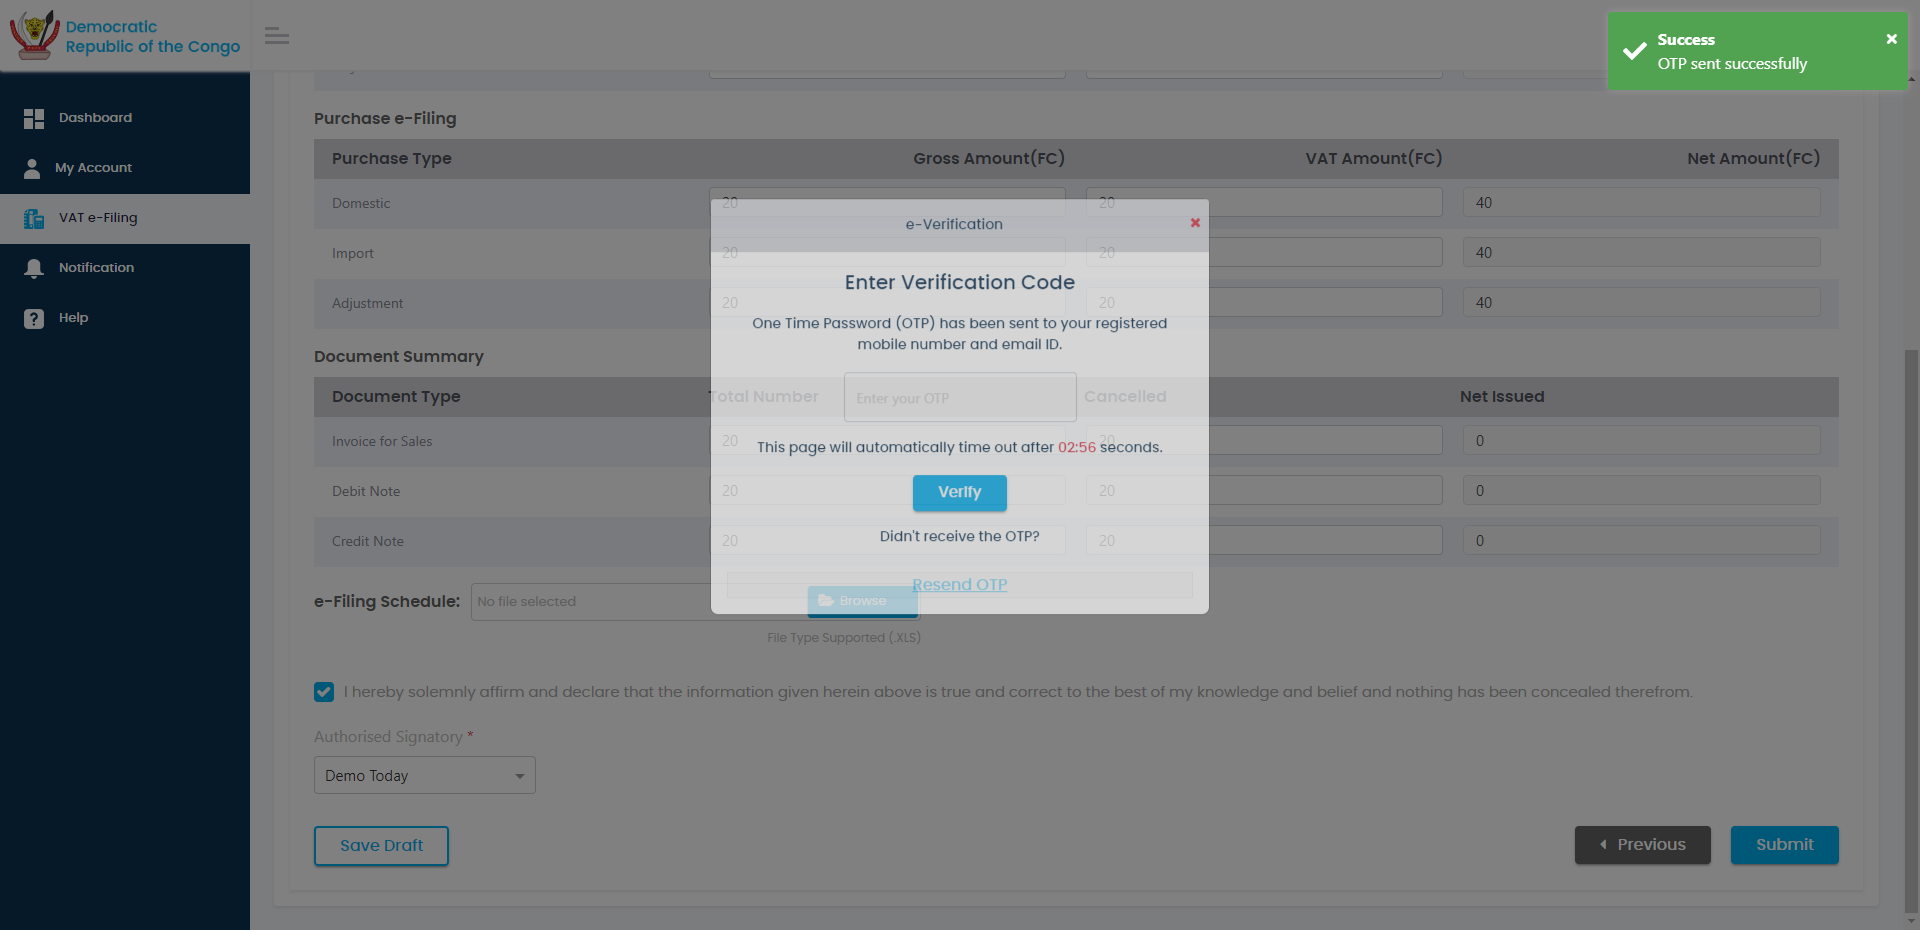 Democratic
Republic of the Congo
Success
OTP sent successfully
Dashboard
My Account
VAT e-Filing
Notification
Help
Purchase e-Filing
Purchase Type Gross Amount(FC) VAT Amount(FC) Net Amount(FC)
Domestic 20 20 40
Import 20 20 40
Adjustment 20 20 40
Document Summary
Document Type Total Number Cancelled Net Issued
Invoice for Sales 20 20 0
Debit Note 20 20 0
Credit Note 20 20 0
e-Verification
Enter Verification Code
One Time Password (OTP) has been sent to your registered
mobile number and email ID.
Enter your OTP
This page will automatically time out after 02:56 seconds.
Verify
Didn't receive the OTP?
Resend OTP
e-Filing Schedule: No file selected Browse
File Type Supported (.XLS)
I hereby solemnly affirm and declare that the information given herein above is true and correct to the best of my knowledge and belief and nothing has been concealed therefrom.
Authorised Signatory *
Demo Today
Save Draft Previous Submit